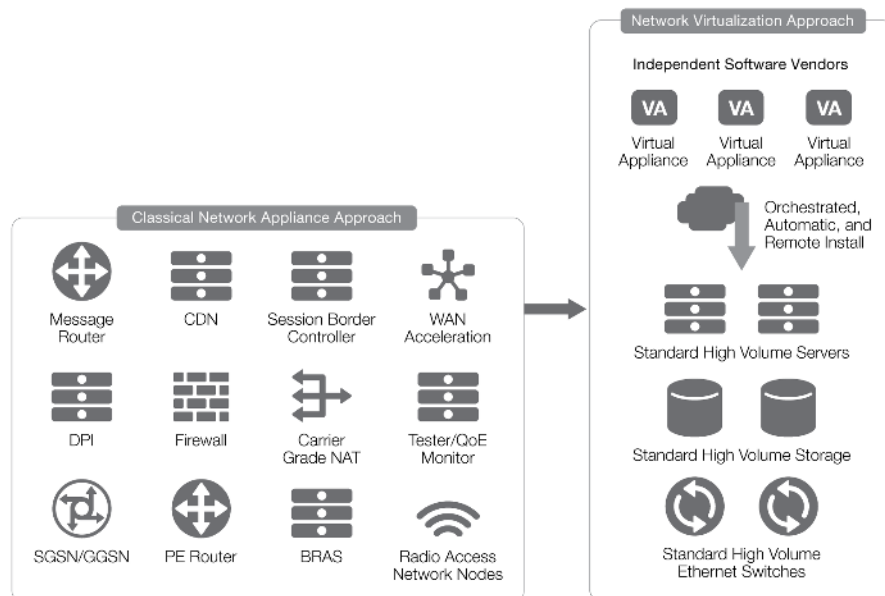 Network Virtualization Approach
Independent Software Vendors
VA
VA
VA
Virtual
Appliance
Virtual
Appliance
Virtual
Appliance
Orchestrated,
Automatic, and
Remote Install
Standard High Volume Servers
Standard High Volume Storage
Standard High Volume
Ethernet Switches
Classical Network Appliance Approach
Message
Router
CDN
Session Border
Controller
WAN
Acceleration
DPI
Firewall
Carrier
Grade NAT
Tester/QoE
Monitor
SGSN/GGSN
PE Router
BRAS
Radio Access
Network Nodes